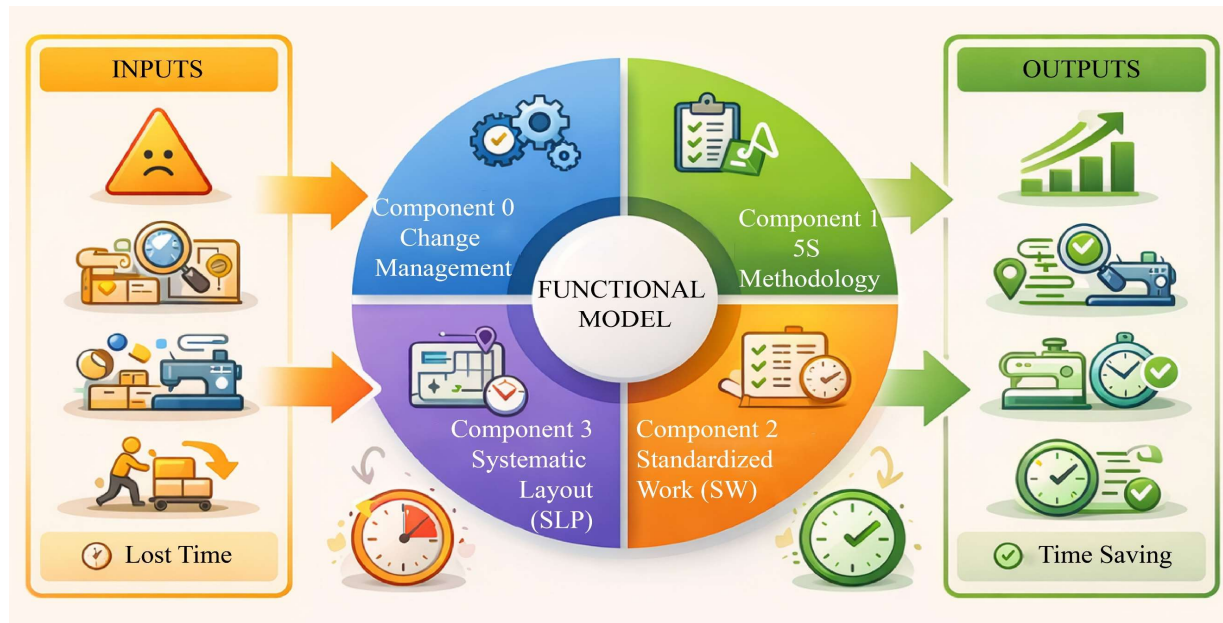 INPUTS
Lost Time
Component 0
Change
Management
Component 1
5S
Methodology
FUNCTIONAL
MODEL
Component 3
Systematic
Layout
(SLP)
Component 2
Standardized
Work (SW)
OUTPUTS
Time Saving